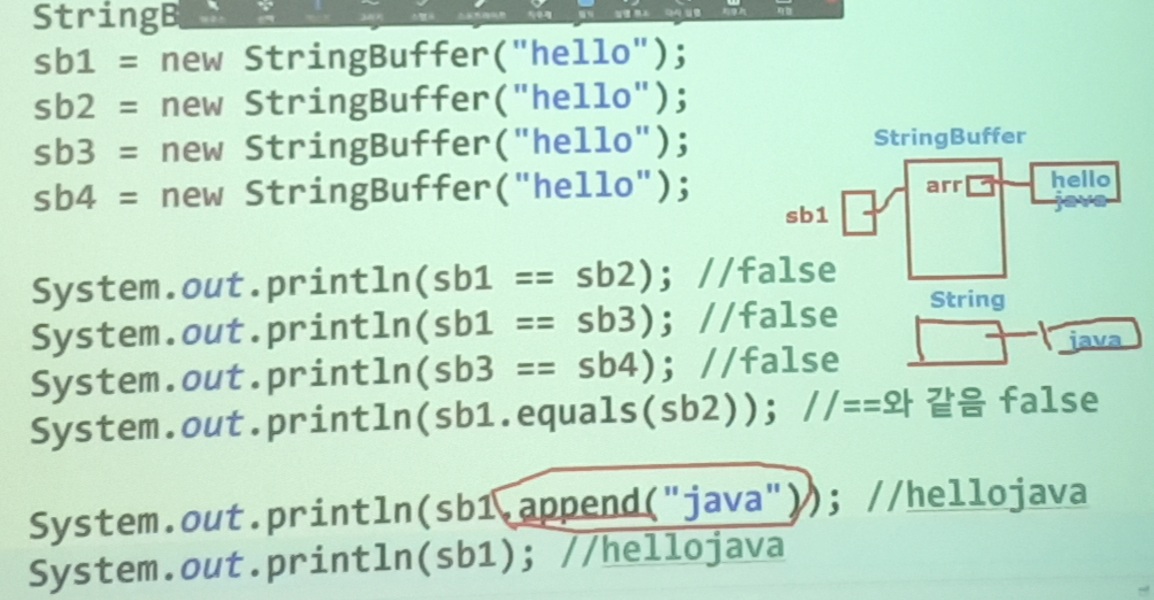 StringB
sb1 = new StringBuffer("hello");
sb2 = new StringBuffer("hello");
sb3 = new StringBuffer("hello");
sb4 = new StringBuffer("hello");
StringBuffer
arr
hello
java
sb1
System.out.println(sb1 == sb2); //false
System.out.println(sb1 == sb3); //false
System.out.println(sb3 == sb4); //false
System.out.println(sb1.equals(sb2)); //==와 같음 false
String
java
System.out.println(sb1.append("java")); //hellojava
System.out.println(sb1); //hellojava